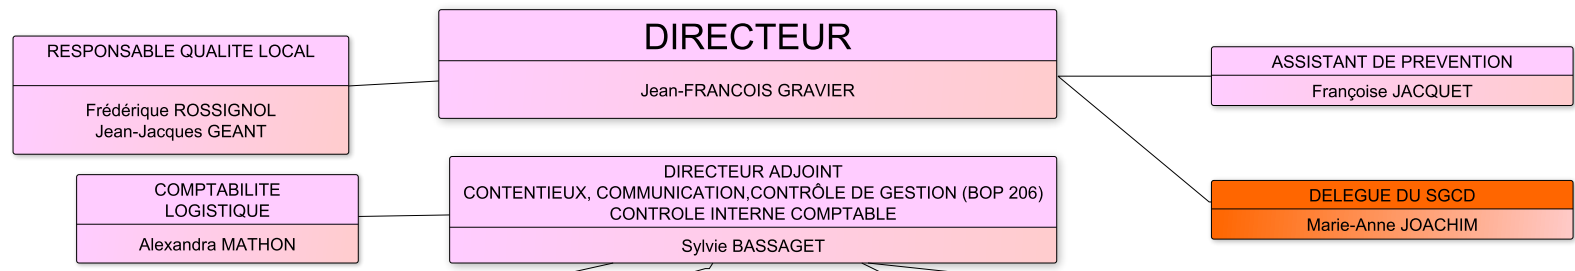 DIRECTEUR
Jean-FRANCOIS GRAVIER
RESPONSABLE QUALITE LOCAL
Frédérique ROSSIGNOL
Jean-Jacques GEANT
ASSISTANT DE PREVENTION
Françoise JACQUET
DIRECTEUR ADJOINT
CONTENTIEUX, COMMUNICATION,CONTRÔLE DE GESTION (BOP 206)
CONTROLE INTERNE COMPTABLE
Sylvie BASSAGET
COMPTABILITE
LOGISTIQUE
Alexandra MATHON
DELEGUE DU SGCD
Marie-Anne JOACHIM